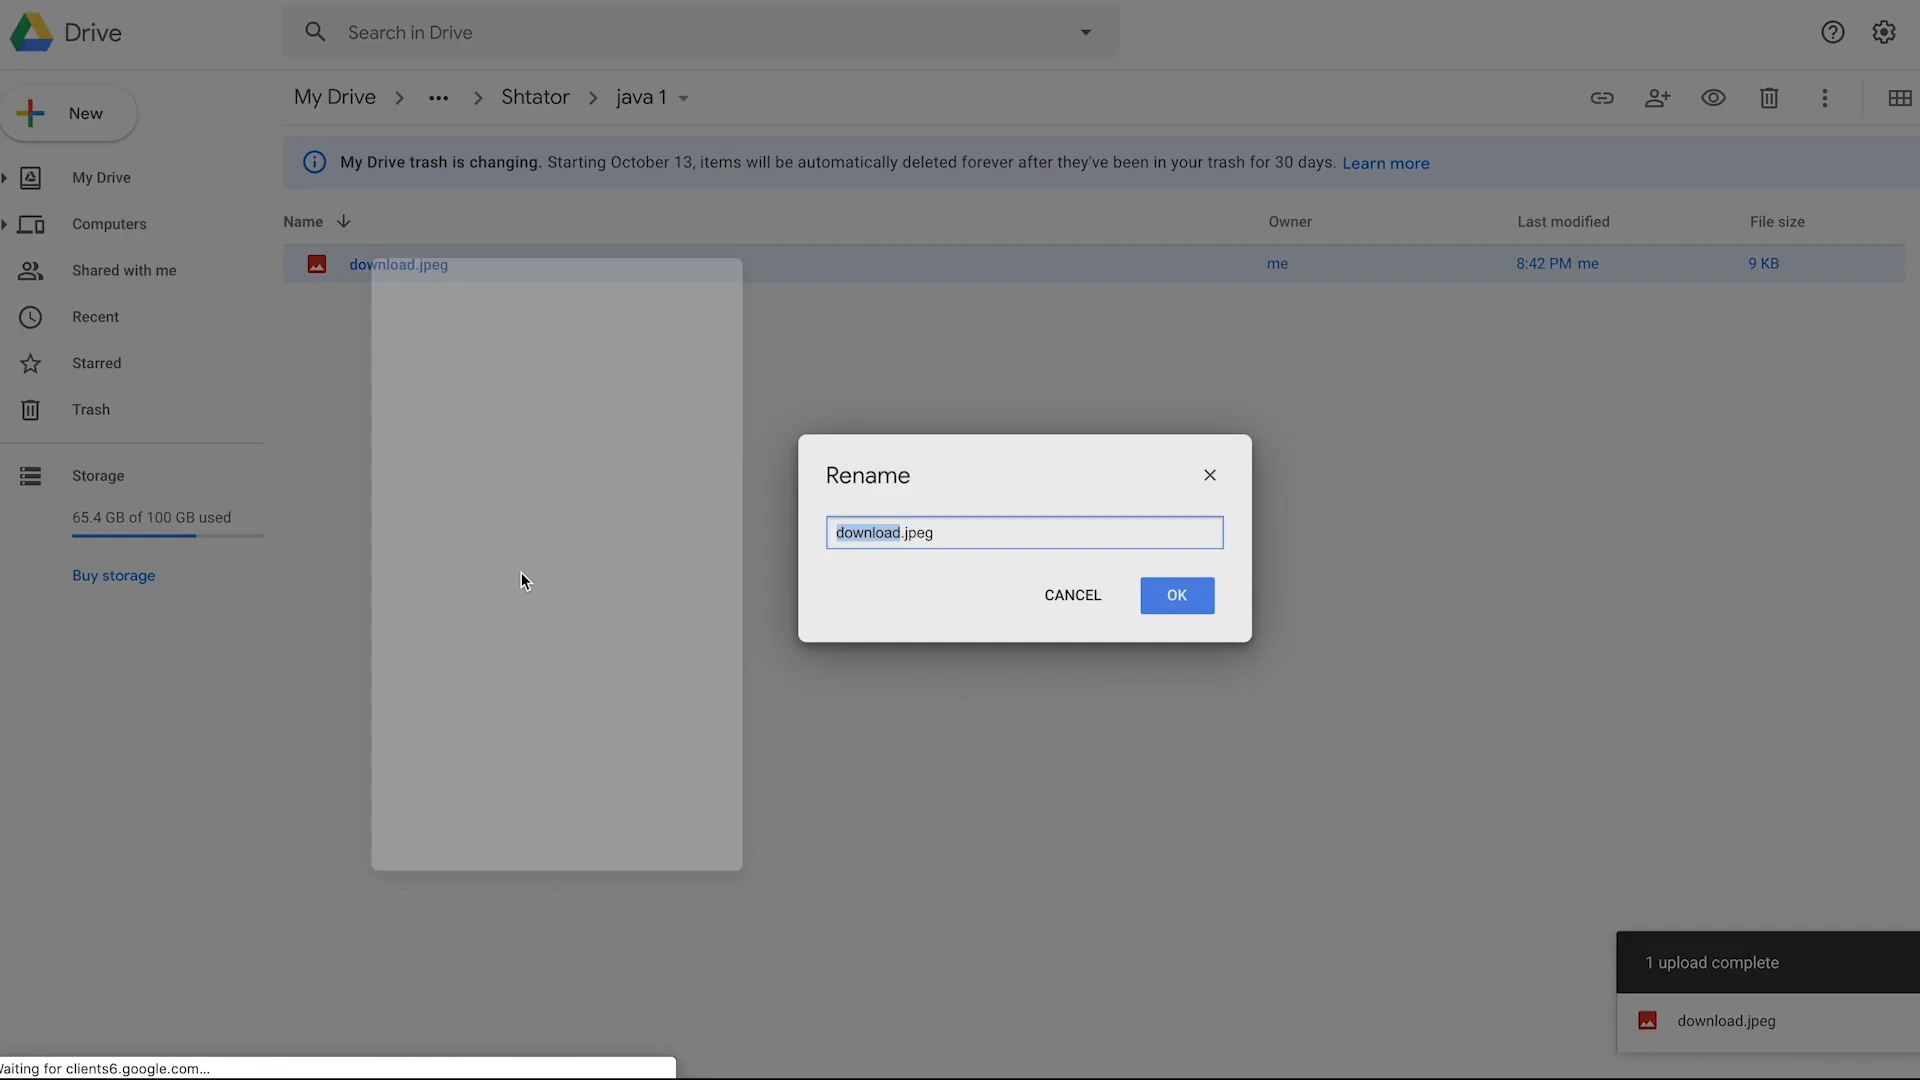 Drive
Search in Drive
My Drive > ... > Shtator > java 1
New
My Drive trash is changing. Starting October 13, items will be automatically deleted forever after they've been in your trash for 30 days. Learn more
My Drive
Computers
Shared with me
Recent
Starred
Trash
Storage
65.4 GB of 100 GB used
Buy storage
Name Owner Last modified File size
download.jpeg me 8:42 PM me 9 KB
Rename
download.jpeg
CANCEL OK
1 upload complete
download.jpeg
for clients6.google.com...